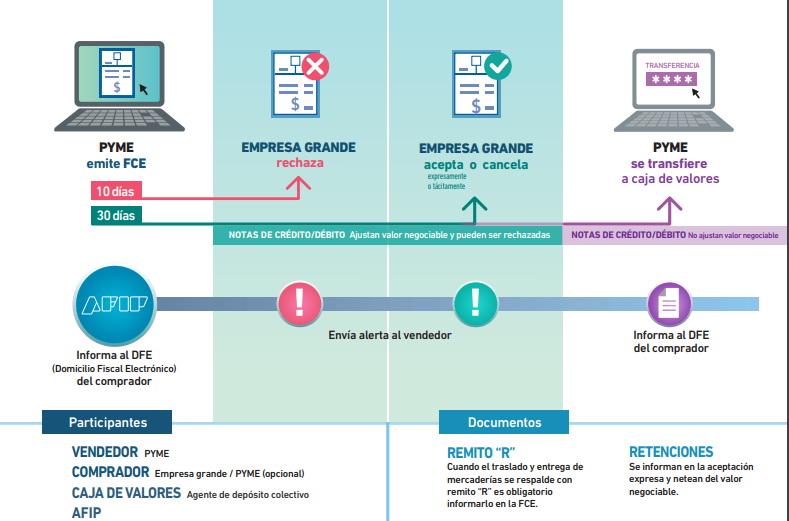 $
PYME
emite FCE
$
EMPRESA GRANDE
rechaza
$
EMPRESA GRANDE
acepta o cancela
expresamente
o tácitamente
TRANSFERENCIA
****
PYME
se transfiere
a caja de valores
10 días
30 días
NOTAS DE CRÉDITO/DÉBITO Ajustan valor negociable y pueden ser rechazadas
NOTAS DE CRÉDITO/DÉBITO No ajustan valor negociable
AFIP
!
!
Informa al DFE
(Domicilio Fiscal Electrónico)
del comprador
Envía alerta al vendedor
Informa al DFE
del comprador
Participantes
VENDEDOR PYME
COMPRADOR Empresa grande / PYME (opcional)
CAJA DE VALORES Agente de depósito colectivo
AFIP
Documentos
REMITO “R”
Cuando el traslado y entrega de
mercaderías se respalde con
remito “R” es obligatorio
informarlo en la FCE.
RETENCIONES
Se informan en la aceptación
expresa y netean del valor
negociable.